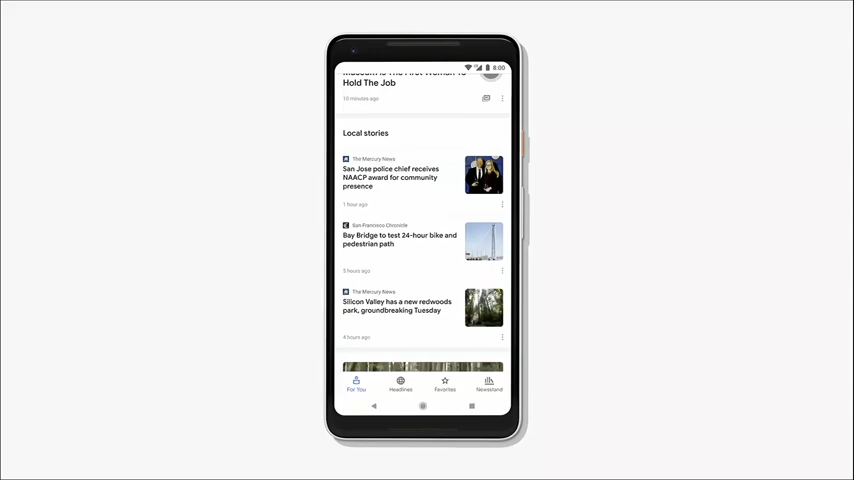 Museum Is The First Woman To
Hold The Job
10 minutes ago
8:00
Local stories
The Mercury News
San Jose police chief receives
NAACP award for community
presence
1 hour ago
San Francisco Chronicle
Bay Bridge to test 24-hour bike and
pedestrian path
5 hours ago
The Mercury News
Silicon Valley has a new redwoods
park, groundbreaking Tuesday
4 hours ago
For You
Headlines
Favorites
Newsstand